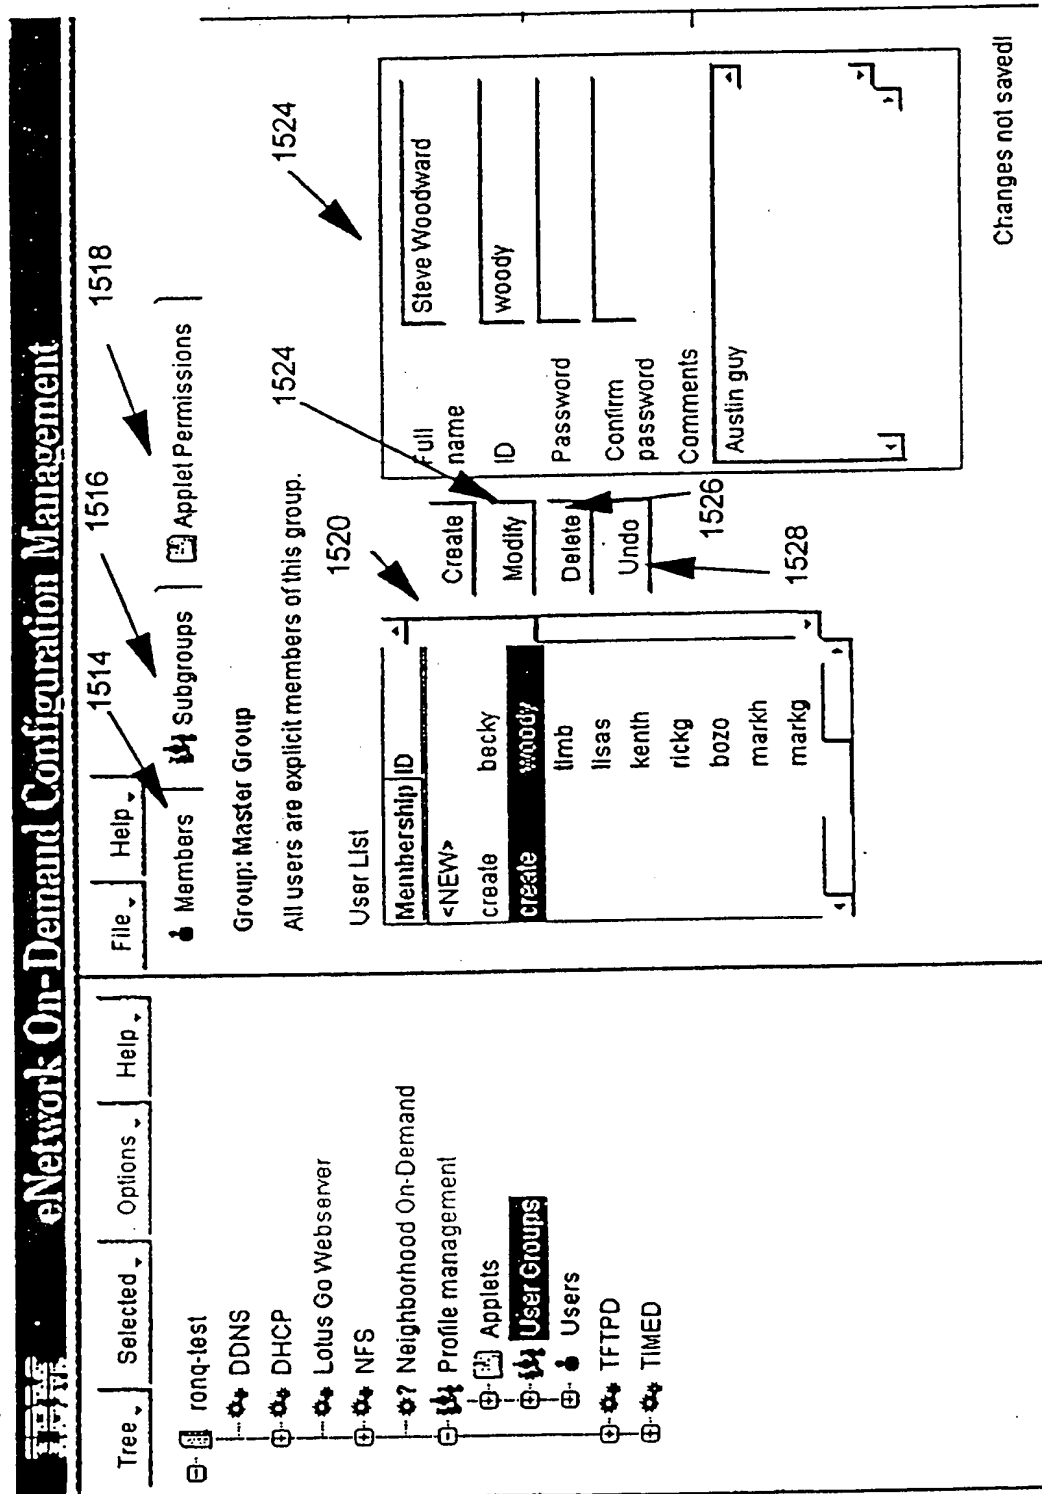 IBM
eNetwork On-Demand Configuration Management
Tree
Selected
Options
Help
ronq-test
DDNS
DHCP
Lotus Go Webserver
NFS
? Neighborhood On-Demand
Profile management
Applets
User Groups
Users
TFTPD
TIMED
File
Help
1514
1516
1518
Members
Subgroups
Applet Permissions
Group: Master Group
All users are explicit members of this group.
User List
1520
1524
1524
Membership ID
<NEW>
create becky
create woody
timb
lisas
kenth
rickg
bozo
markh
markg
Create
Modify
Delete
Undo
1526
1528
Full name
Steve Woodward
ID
woody
Password
Confirm password
Comments
Austin guy
Changes not saved!